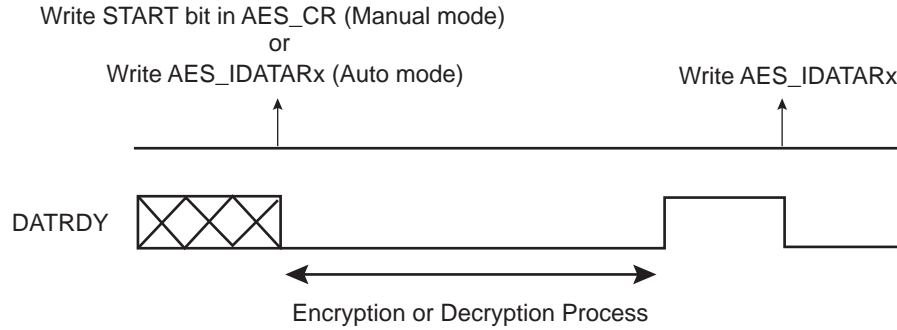 Write START bit in AES_CR (Manual mode)
or
Write AES_IDATARx (Auto mode)
Write AES_IDATARx
DATRDY
Encryption or Decryption Process